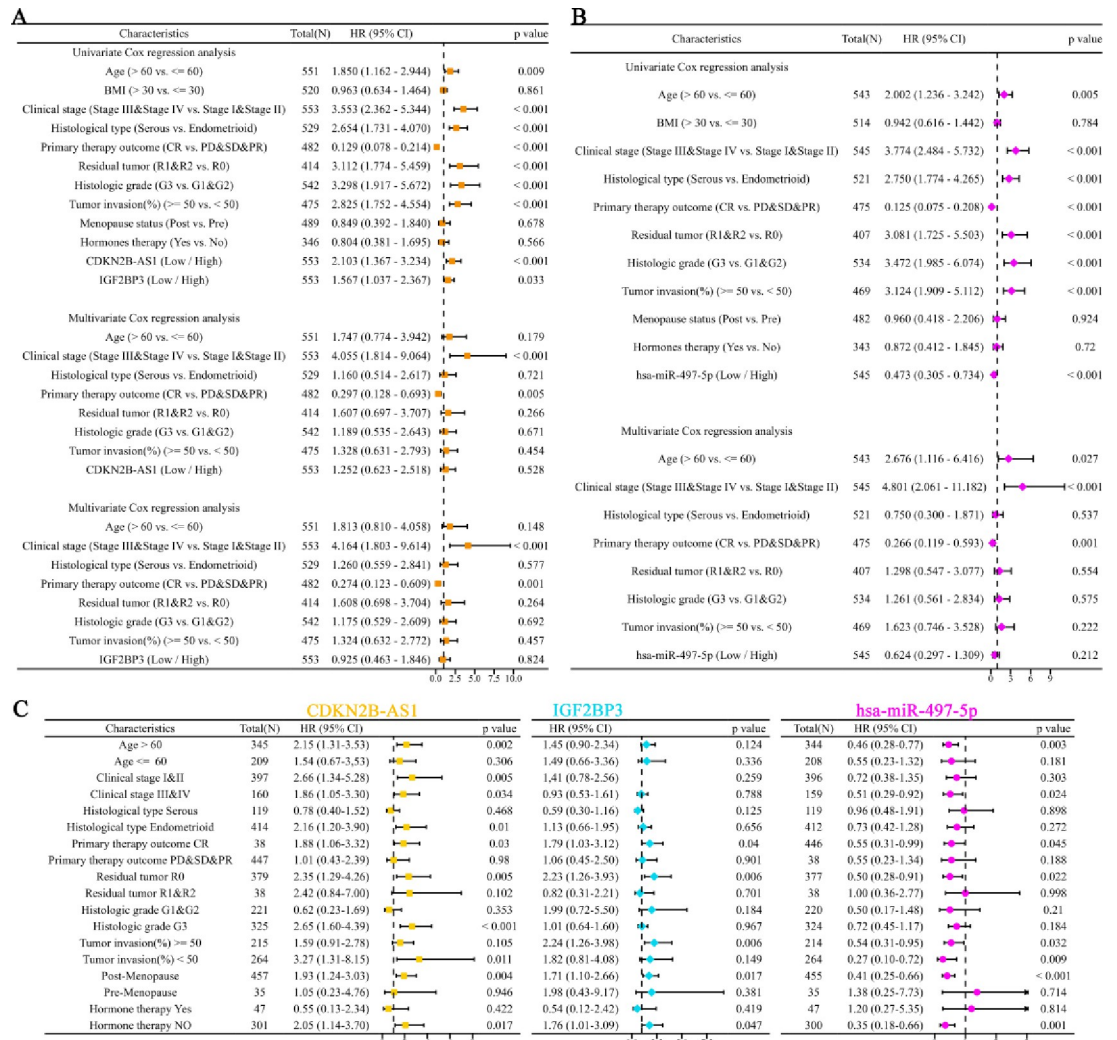 A
Characteristics Total(N) HR (95% CI) p value
Univariate Cox regression analysis
Age (> 60 vs. <= 60) 551 1.850 (1.162 - 2.944) 0.009
BMI (> 30 vs. <= 30) 520 0.963 (0.634 - 1.464) 0.861
Clinical stage (Stage III&Stage IV vs. Stage I&Stage II) 553 3.553 (2.362 - 5.344) < 0.001
Histological type (Serous vs. Endometrioid) 529 2.654 (1.731 - 4.070) < 0.001
Primary therapy outcome (CR vs. PD&SD&PR) 482 0.129 (0.078 - 0.214) < 0.001
Residual tumor (R1&R2 vs. R0) 414 3.112 (1.774 - 5.459) < 0.001
Histologic grade (G3 vs. G1&G2) 542 3.298 (1.917 - 5.672) < 0.001
Tumor invasion(%) (>= 50 vs. < 50) 475 2.825 (1.752 - 4.554) < 0.001
Menopause status (Post vs. Pre) 489 0.849 (0.392 - 1.840) 0.678
Hormones therapy (Yes vs. No) 346 0.804 (0.381 - 1.695) 0.566
CDKN2B-AS1 (Low / High) 553 2.103 (1.367 - 3.234) < 0.001
IGF2BP3 (Low / High) 553 1.567 (1.037 - 2.367) 0.033
Multivariate Cox regression analysis
Age (> 60 vs. <= 60) 551 1.747 (0.774 - 3.942) 0.179
Clinical stage (Stage III&Stage IV vs. Stage I&Stage II) 553 4.055 (1.814 - 9.064) < 0.001
Histological type (Serous vs. Endometrioid) 529 1.160 (0.514 - 2.617) 0.721
Primary therapy outcome (CR vs. PD&SD&PR) 482 0.297 (0.128 - 0.693) 0.005
Residual tumor (R1&R2 vs. R0) 414 1.607 (0.697 - 3.707) 0.266
Histologic grade (G3 vs. G1&G2) 542 1.189 (0.535 - 2.643) 0.671
Tumor invasion(%) (>= 50 vs. < 50) 475 1.328 (0.631 - 2.793) 0.454
CDKN2B-AS1 (Low / High) 553 1.252 (0.623 - 2.518) 0.528
Multivariate Cox regression analysis
Age (> 60 vs. <= 60) 551 1.813 (0.810 - 4.058) 0.148
Clinical stage (Stage III&Stage IV vs. Stage I&Stage II) 553 4.164 (1.803 - 9.614) < 0.001
Histological type (Serous vs. Endometrioid) 529 1.260 (0.559 - 2.841) 0.577
Primary therapy outcome (CR vs. PD&SD&PR) 482 0.274 (0.123 - 0.609) 0.001
Residual tumor (R1&R2 vs. R0) 414 1.608 (0.698 - 3.704) 0.264
Histologic grade (G3 vs. G1&G2) 542 1.175 (0.529 - 2.609) 0.692
Tumor invasion(%) (>= 50 vs. < 50) 475 1.324 (0.632 - 2.772) 0.457
IGF2BP3 (Low / High) 553 0.925 (0.463 - 1.846) 0.824
0.0 2.5 5.0 7.5 10.0
B
Characteristics Total(N) HR (95% CI) p value
Univariate Cox regression analysis
Age (> 60 vs. <= 60) 543 2.002 (1.236 - 3.242) 0.005
BMI (> 30 vs. <= 30) 514 0.942 (0.616 - 1.442) 0.784
Clinical stage (Stage III&Stage IV vs. Stage I&Stage II) 545 3.774 (2.484 - 5.732) < 0.001
Histological type (Serous vs. Endometrioid) 521 2.750 (1.774 - 4.265) < 0.001
Primary therapy outcome (CR vs. PD&SD&PR) 475 0.125 (0.075 - 0.208) < 0.001
Residual tumor (R1&R2 vs. R0) 407 3.081 (1.725 - 5.503) < 0.001
Histologic grade (G3 vs. G1&G2) 534 3.472 (1.985 - 6.074) < 0.001
Tumor invasion(%) (>= 50 vs. < 50) 469 3.124 (1.909 - 5.112) < 0.001
Menopause status (Post vs. Pre) 482 0.960 (0.418 - 2.206) 0.924
Hormones therapy (Yes vs. No) 343 0.872 (0.412 - 1.845) 0.72
hsa-miR-497-5p (Low / High) 545 0.473 (0.305 - 0.734) < 0.001
Multivariate Cox regression analysis
Age (> 60 vs. <= 60) 543 2.676 (1.116 - 6.416) 0.027
Clinical stage (Stage III&Stage IV vs. Stage I&Stage II) 545 4.801 (2.061 - 11.182) < 0.001
Histological type (Serous vs. Endometrioid) 521 0.750 (0.300 - 1.871) 0.537
Primary therapy outcome (CR vs. PD&SD&PR) 475 0.266 (0.119 - 0.593) 0.001
Residual tumor (R1&R2 vs. R0) 407 1.298 (0.547 - 3.077) 0.554
Histologic grade (G3 vs. G1&G2) 534 1.261 (0.561 - 2.834) 0.575
Tumor invasion(%) (>= 50 vs. < 50) 469 1.623 (0.746 - 3.528) 0.222
hsa-miR-497-5p (Low / High) 545 0.624 (0.297 - 1.309) 0.212
0 3 6 9
C
CDKN2B-AS1 IGF2BP3 hsa-miR-497-5p
Characteristics Total(N) HR (95% CI) p value HR (95% CI) p value Total(N) HR (95% CI) p value
Age > 60 345 2.15 (1.31-3.53) 0.002 1.45 (0.90-2.34) 0.124 344 0.46 (0.28-0.77) 0.003
Age <= 60 209 1.54 (0.67-3,53) 0.306 1.49 (0.66-3.36) 0.336 208 0.55 (0.23-1.32) 0.181
Clinical stage I&II 397 2.66 (1.34-5.28) 0.005 1.41 (0.78-2.56) 0.259 396 0.72 (0.38-1.35) 0.303
Clinical stage III&IV 160 1.86 (1.05-3.30) 0.034 0.93 (0.53-1.61) 0.788 159 0.51 (0.29-0.92) 0.024
Histological type Serous 119 0.78 (0.40-1.52) 0.468 0.59 (0.30-1.16) 0.125 119 0.96 (0.48-1.91) 0.898
Histological type Endometrioid 414 2.16 (1.20-3.90) 0.01 1.13 (0.66-1.95) 0.656 412 0.73 (0.42-1.28) 0.272
Primary therapy outcome CR 38 1.88 (1.06-3.32) 0.03 1.79 (1.03-3.12) 0.04 446 0.55 (0.31-0.99) 0.045
Primary therapy outcome PD&SD&PR 447 1.01 (0.43-2.39) 0.98 1.06 (0.45-2.50) 0.901 38 0.55 (0.23-1.34) 0.188
Residual tumor R0 379 2.35 (1.29-4.26) 0.005 2.23 (1.26-3.93) 0.006 377 0.50 (0.28-0.91) 0.022
Residual tumor R1&R2 38 2.42 (0.84-7.00) 0.102 0.82 (0.31-2.21) 0.701 38 1.00 (0.36-2.77) 0.998
Histologic grade G1&G2 221 0.62 (0.23-1.69) 0.353 1.99 (0.72-5.50) 0.184 220 0.50 (0.17-1.48) 0.21
Histologic grade G3 325 2.65 (1.60-4.39) < 0.001 1.01 (0.64-1.60) 0.967 324 0.72 (0.45-1.17) 0.184
Tumor invasion(%) >= 50 215 1.59 (0.91-2.78) 0.105 2.24 (1.26-3.98) 0.006 214 0.54 (0.31-0.95) 0.032
Tumor invasion(%) < 50 264 3.27 (1.31-8.15) 0.011 1.82 (0.81-4.08) 0.149 264 0.27 (0.10-0.72) 0.009
Post-Menopause 457 1.93 (1.24-3.03) 0.004 1.71 (1.10-2.66) 0.017 455 0.41 (0.25-0.66) < 0.001
Pre-Menopause 35 1.05 (0.23-4.76) 0.946 1.98 (0.43-9.17) 0.381 35 1.38 (0.25-7.73) 0.714
Hormone therapy Yes 47 0.55 (0.13-2.34) 0.422 0.54 (0.12-2.42) 0.419 47 1.20 (0.27-5.35) 0.814
Hormone therapy NO 301 2.05 (1.14-3.70) 0.017 1.76 (1.01-3.09) 0.047 300 0.35 (0.18-0.66) 0.001